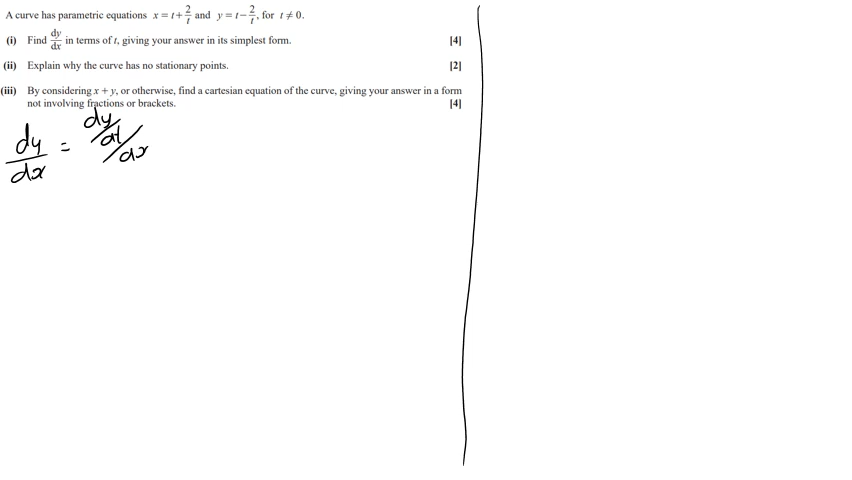 A curve has parametric equations x = t + 2/t and y = t − 2/t, for t ≠ 0.
(i) Find dy/dx in terms of t, giving your answer in its simplest form. [4]
(ii) Explain why the curve has no stationary points. [2]
(iii) By considering x + y, or otherwise, find a cartesian equation of the curve, giving your answer in a form
not involving fractions or brackets. [4]
dy/dx = dy/dt/dx